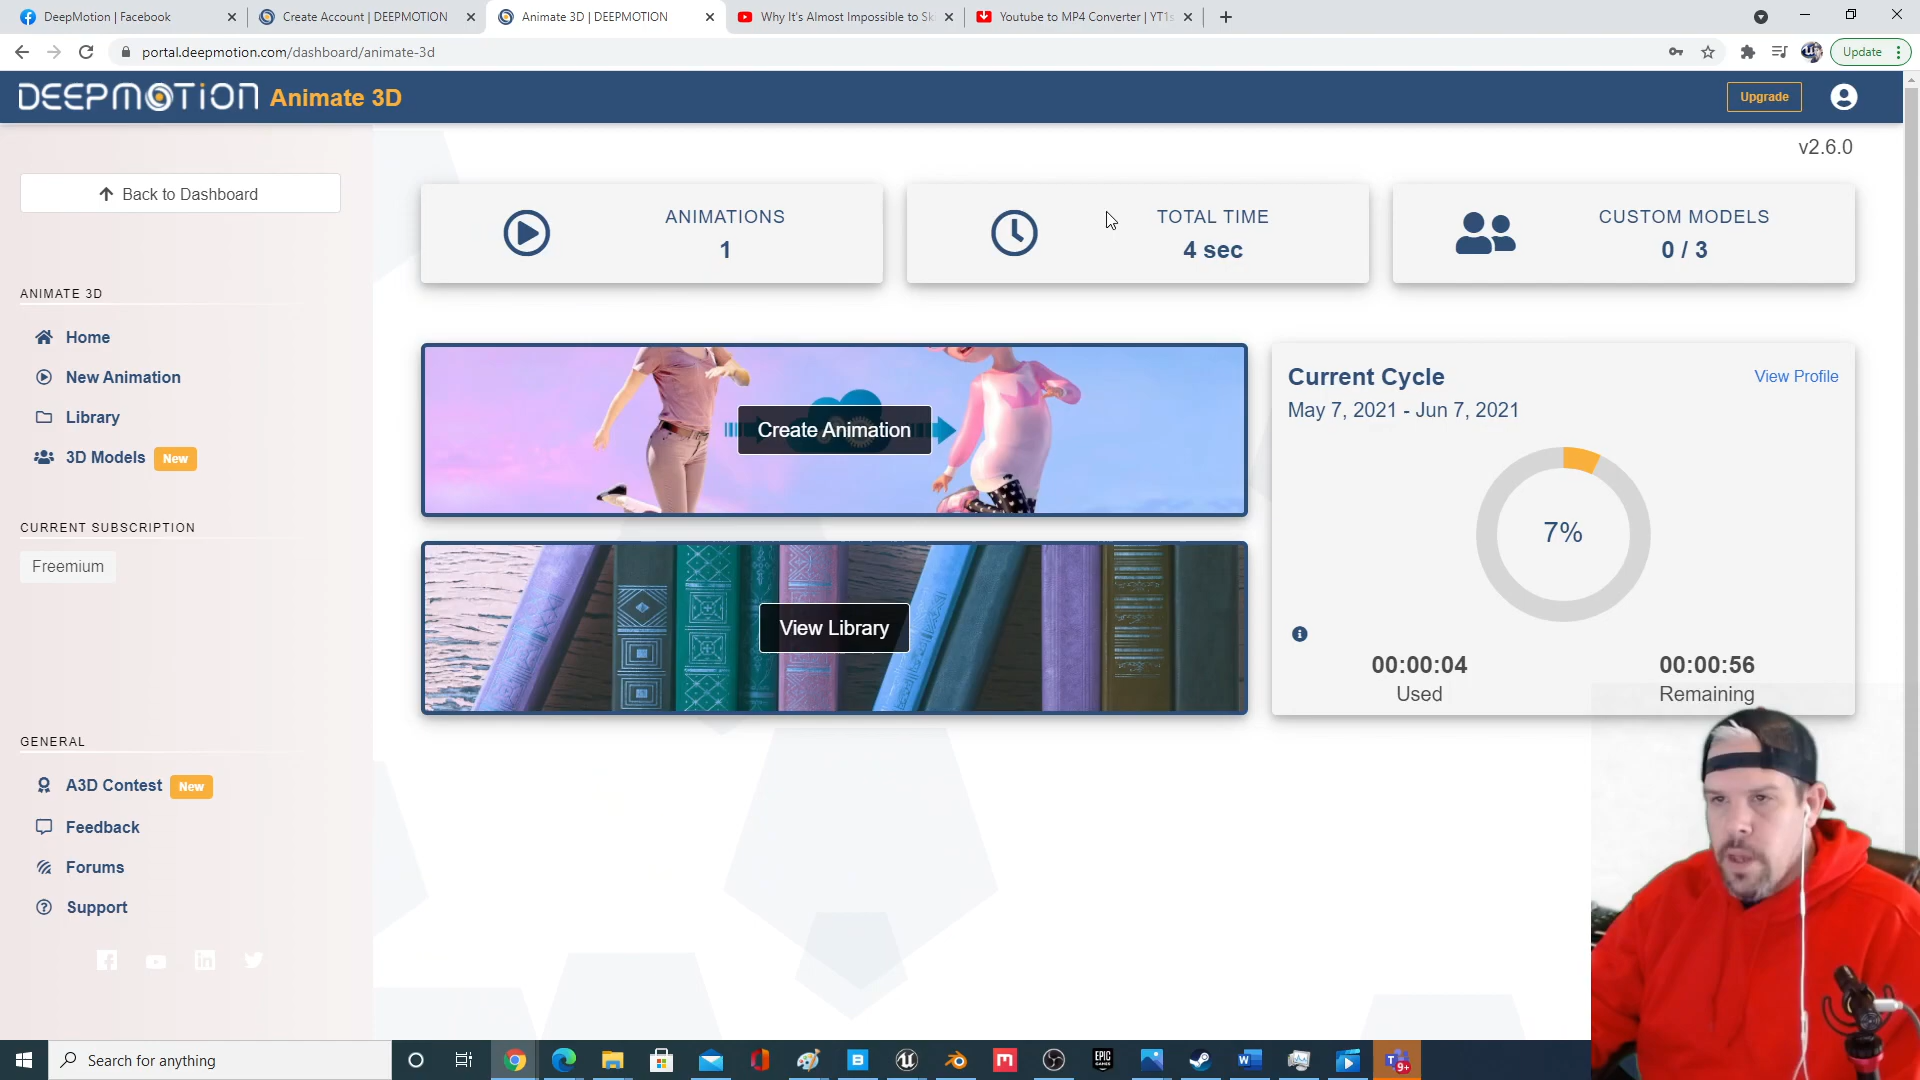 DeepMotion | Facebook
Create Account | DEEPMOTION
Animate 3D | DEEPMOTION
Why It's Almost Impossible to Sk
Youtube to MP4 Converter | YT1s
portal.deepmotion.com/dashboard/animate-3d
Update
DEEPMOTION Animate 3D
Upgrade
v2.6.0
Back to Dashboard
ANIMATIONS
1
TOTAL TIME
4 sec
CUSTOM MODELS
0 / 3
ANIMATE 3D
Home
New Animation
Library
3D Models New
CURRENT SUBSCRIPTION
Freemium
GENERAL
A3D Contest New
Feedback
Forums
Support
Create Animation
View Library
Current Cycle
View Profile
May 7, 2021 - Jun 7, 2021
7%
00:00:04
Used
00:00:56
Remaining
Search for anything
EPIC
GAMES
9+